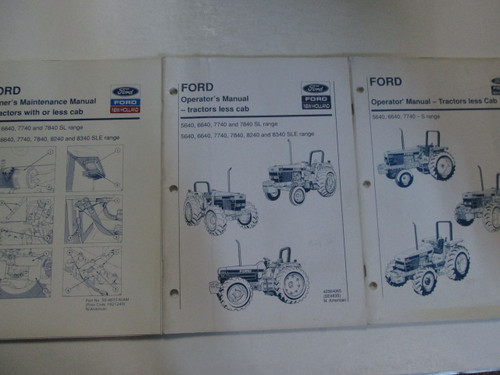 ORD
ner's Maintenance Manual
actors with or less cab
6640, 7740 and 7840 SL range
6640, 7740, 7840, 8240 and 8340 SLE range
Ford
FORD
NEW HOLLAND
FORD
Operator's Manual
– tractors less cab
5640, 6640, 7740 and 7840 SL range
5640, 6640, 7740, 7840, 8240 and 8340 SLE range
Ford
FORD
NEW HOLLAND
N. American
FORD
Operator' Manual – Tractors less Cab
5640, 6640, 7740 – S range